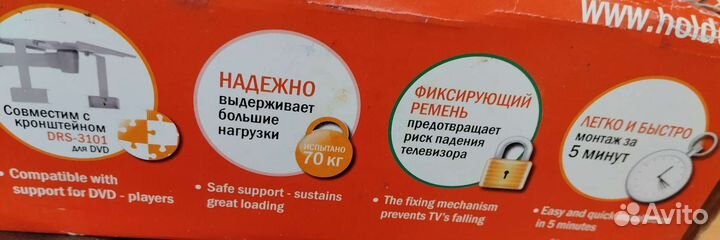 www.hold
Совместим с
кронштейном
DRS-3101
для DVD
• Compatible with
support for DVD - players
НАДЕЖНО
выдерживает
большие
нагрузки
ИСПЫТАНО
70 кг
• Safe support - sustains
great loading
ФИКСИРУЮЩИЙ
РЕМЕНЬ
предотвращает
риск падения
телевизора
• The fixing mechanism
prevents TV's falling
ЛЕГКО И БЫСТРО
монтаж за
5 минут
• Easy and quick
in 5 minutes
Avito